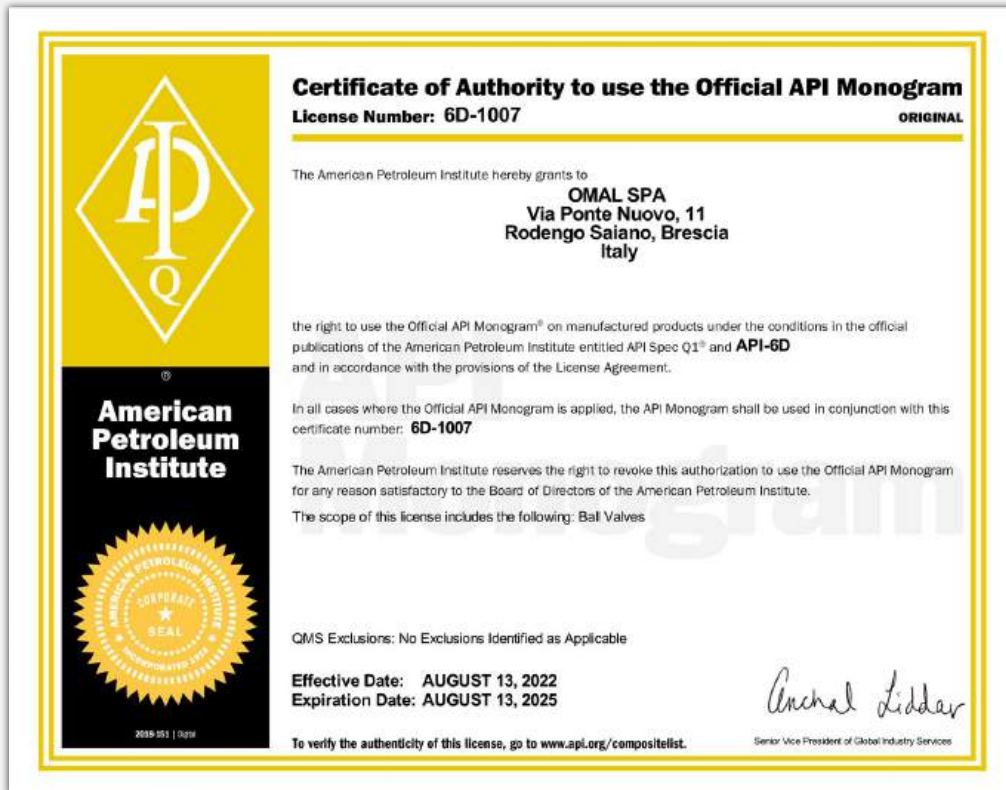 Certificate of Authority to use the Official API Monogram
License Number: 6D-1007
ORIGINAL
The American Petroleum Institute hereby grants to
OMAL SPA
Via Ponte Nuovo, 11
Rodengo Saiano, Brescia
Italy
the right to use the Official API Monogram® on manufactured products under the conditions in the official
publications of the American Petroleum Institute entitled API Spec Q1® and API-6D
and in accordance with the provisions of the License Agreement.
In all cases where the Official API Monogram is applied, the API Monogram shall be used in conjunction with this
certificate number: 6D-1007
The American Petroleum Institute reserves the right to revoke this authorization to use the Official API Monogram
for any reason satisfactory to the Board of Directors of the American Petroleum Institute.
The scope of this license includes the following: Ball Valves
QMS Exclusions: No Exclusions Identified as Applicable
Effective Date: AUGUST 13, 2022
Expiration Date: AUGUST 13, 2025
To verify the authenticity of this license, go to www.api.org/compositelist.
Anchal Liddar
Senior Vice President of Global Industry Services
API
Q
®
American
Petroleum
Institute
AMERICAN PETROLEUM INSTITUTE
CORPORATE
SEAL
INCORPORATED
2019-151 | Digital
API
Monogram